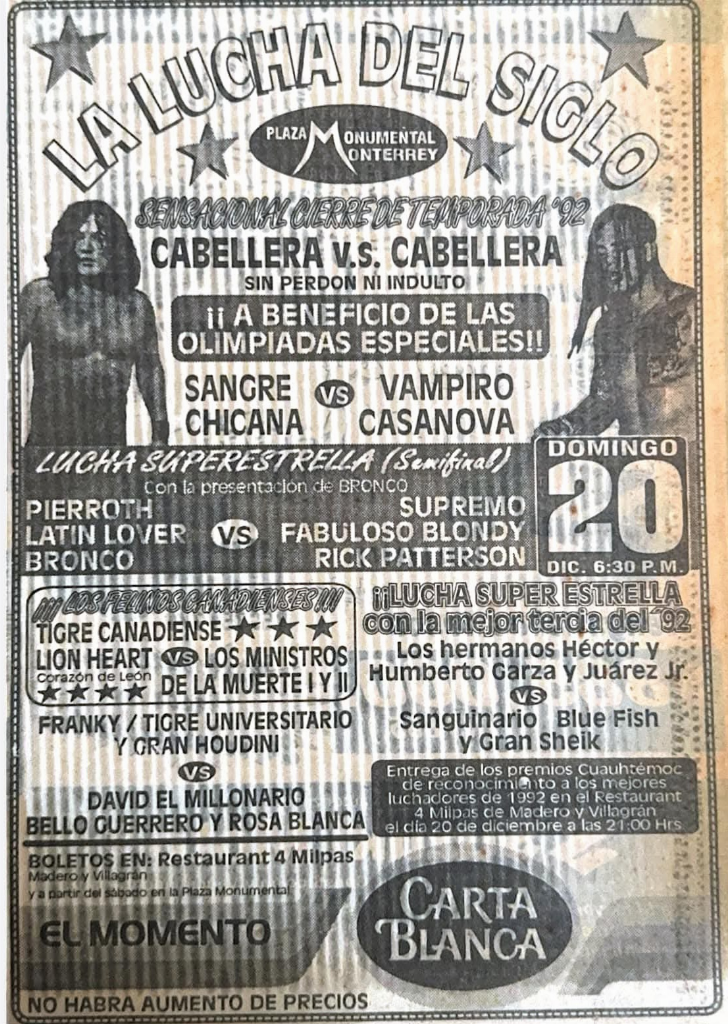 LA LUCHA DEL SIGLO
PLAZA MONUMENTAL
MONTERREY
SENSACIONAL CIERRE DE TEMPORADA '92
CABELLERA V.S. CABELLERA
SIN PERDON NI INDULTO
¡¡ A BENEFICIO DE LAS
OLIMPIADAS ESPECIALES!!
SANGRE VS VAMPIRO
CHICANA CASANOVA
LUCHA SUPERESTRELLA (Semifinal)
Con la presentación de BRONCO
PIERROTH SUPREMO
LATIN LOVER VS FABULOSO BLONDY
BRONCO RICK PATTERSON
DOMINGO
20
DIC. 6:30 P.M.
¡¡¡¡ LOS FELINOS CANADIENSES !!!!
TIGRE CANADIENSE
LION HEART VS LOS MINISTROS
Corazón de León
DE LA MUERTE I Y II
FRANKY / TIGRE UNIVERSITARIO
Y GRAN HOUDINI
VS
DAVID EL MILLONARIO
BELLO GUERRERO Y ROSA BLANCA
¡¡LUCHA SUPER ESTRELLA
con la mejor tercia del '92
Los hermanos Héctor y
Humberto Garza y Juárez Jr.
VS
Sanguinario Blue Fish
y Gran Sheik
Entrega de los premios Cuauhtémoc
de reconocimiento a los mejores
luchadores de 1992 en el Restaurant
4 Milpas de Madero y Villagrán
el día 20 de diciembre a las 21:00 Hrs
BOLETOS EN: Restaurant 4 Milpas
Madero y Villagrán
y a partir del sábado en la Plaza Monumental
EL MOMENTO
CARTA
BLANCA
NO HABRA AUMENTO DE PRECIOS